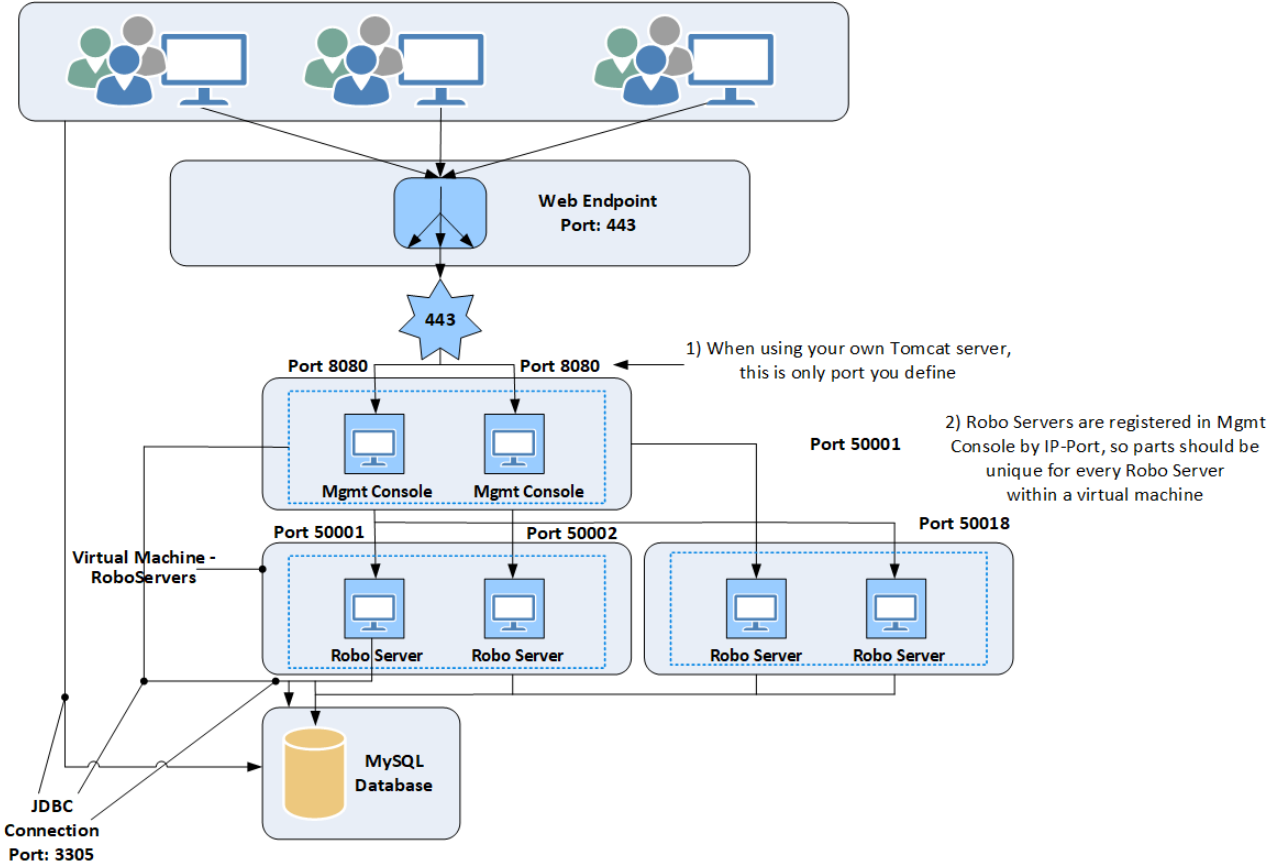 Web Endpoint
Port: 443
443
Port 8080
Port 8080
1) When using your own Tomcat server,
this is only port you define
Mgmt Console
Mgmt Console
Port 50001
2) Robo Servers are registered in Mgmt
Console by IP-Port, so parts should be
unique for every Robo Server
within a virtual machine
Port 50001
Port 50002
Port 50018
Virtual Machine -
RoboServers
Robo Server
Robo Server
Robo Server
Robo Server
MySQL
Database
JDBC
Connection
Port: 3305